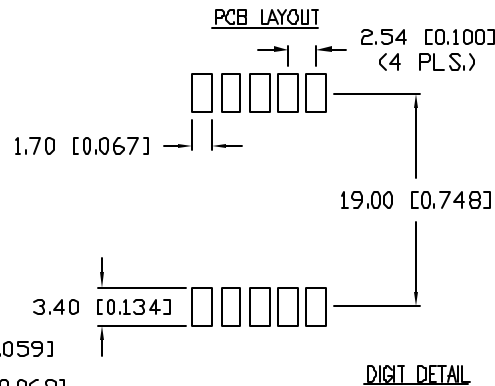 PCB LAYOUT
2.54 [0.100]
(4 PLS.)
1.70 [0.067]
19.00 [0.748]
3.40 [0.134]
.059]
DIGIT DETAIL